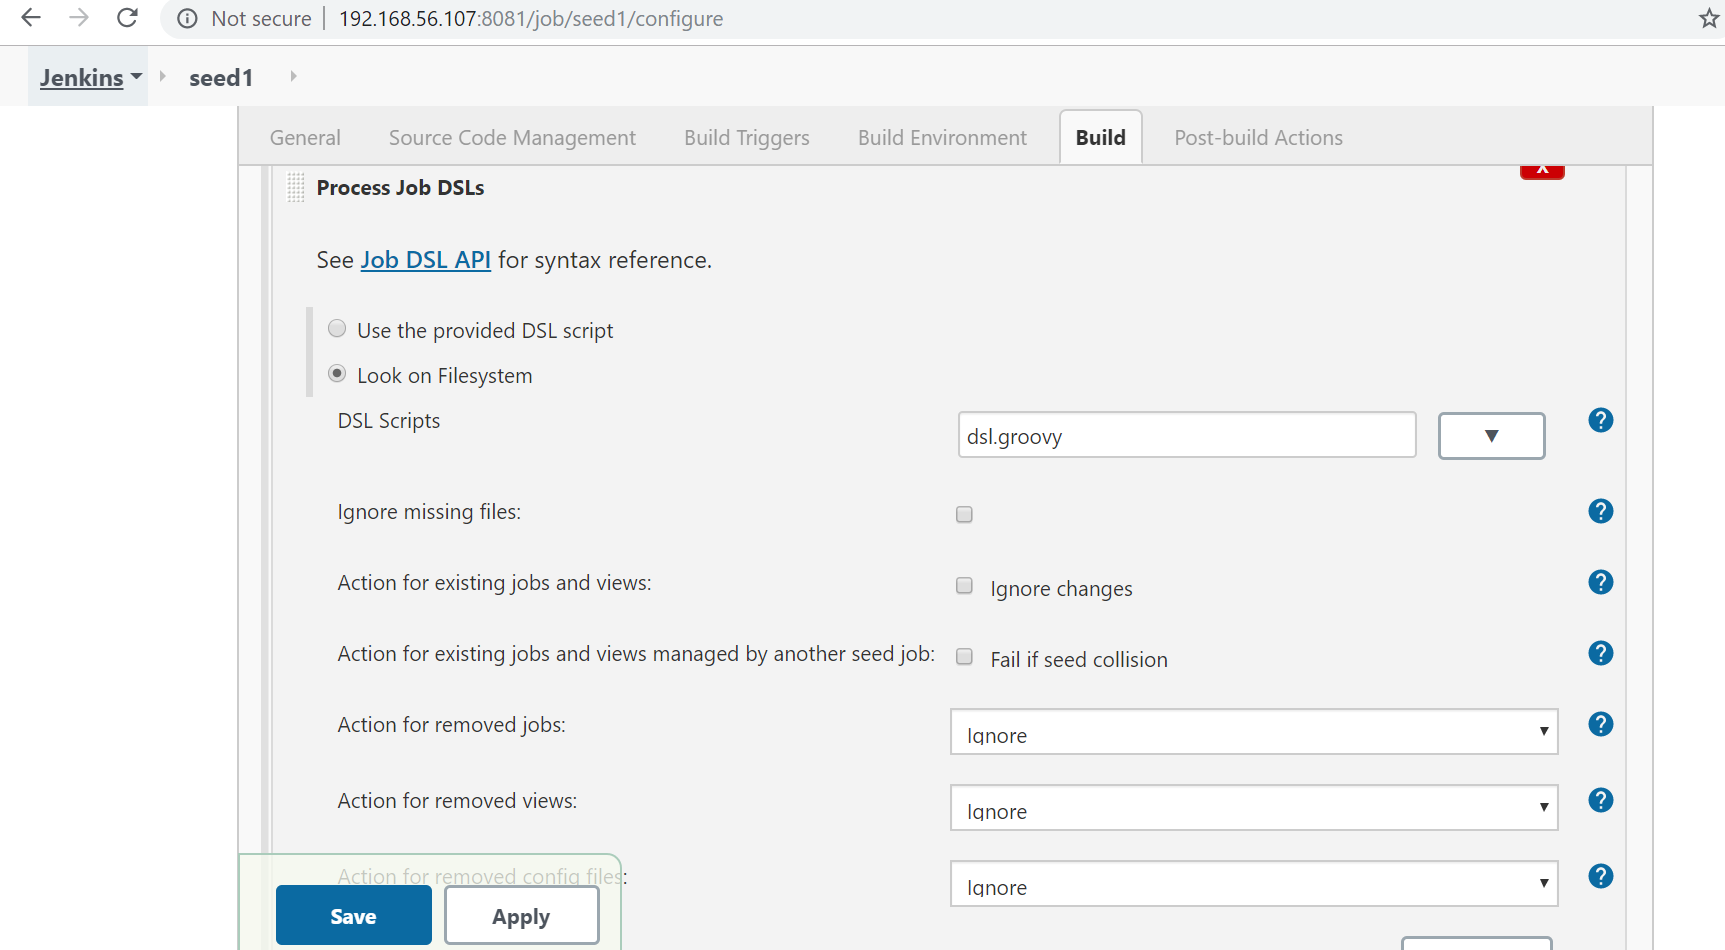 Not secure | 192.168.56.107:8081/job/seed1/configure
Jenkins seed1
General Source Code Management Build Triggers Build Environment Build Post-build Actions
X
Process Job DSLs
See Job DSL API for syntax reference.
Use the provided DSL script
Look on Filesystem
DSL Scripts dsl.groovy ▼ ?
Ignore missing files: ?
Action for existing jobs and views: Ignore changes ?
Action for existing jobs and views managed by another seed job: Fail if seed collision ?
Action for removed jobs: Ignore ?
Action for removed views: Ignore ?
Action for removed config files: Ignore ?
Save Apply